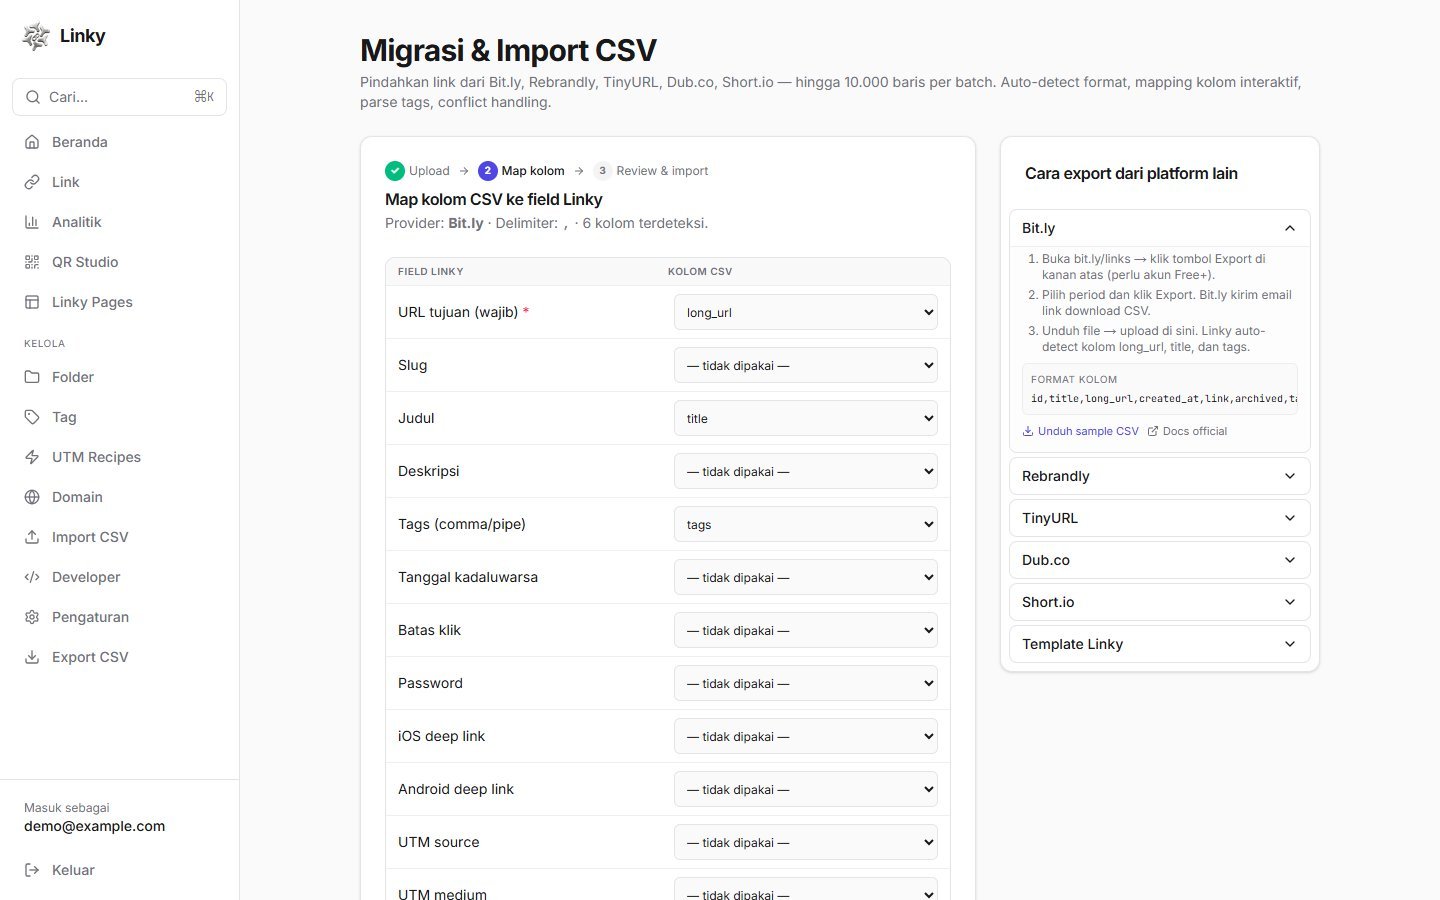 Linky
Cari...
⌘K
Beranda
Link
Analitik
QR Studio
Linky Pages
KELOLA
Folder
Tag
UTM Recipes
Domain
Import CSV
Developer
Pengaturan
Export CSV
Masuk sebagai
demo@example.com
Keluar
Migrasi & Import CSV
Pindahkan link dari Bit.ly, Rebrandly, TinyURL, Dub.co, Short.io — hingga 10.000 baris per batch. Auto-detect format, mapping kolom interaktif,
parse tags, conflict handling.
Upload → 2 Map kolom → 3 Review & import
Map kolom CSV ke field Linky
Provider: Bit.ly · Delimiter: , · 6 kolom terdeteksi.
FIELD LINKY KOLOM CSV
URL tujuan (wajib) * long_url
Slug — tidak dipakai —
Judul title
Deskripsi — tidak dipakai —
Tags (comma/pipe) tags
Tanggal kadaluwarsa — tidak dipakai —
Batas klik — tidak dipakai —
Password — tidak dipakai —
iOS deep link — tidak dipakai —
Android deep link — tidak dipakai —
UTM source — tidak dipakai —
UTM medium — tidak dipakai —
Cara export dari platform lain
Bit.ly
1. Buka bit.ly/links → klik tombol Export di
kanan atas (perlu akun Free+).
2. Pilih period dan klik Export. Bit.ly kirim email
link download CSV.
3. Unduh file → upload di sini. Linky auto-
detect kolom long_url, title, dan tags.
FORMAT KOLOM
id,title,long_url,created_at,link,archived,ta
Unduh sample CSV Docs official
Rebrandly
TinyURL
Dub.co
Short.io
Template Linky